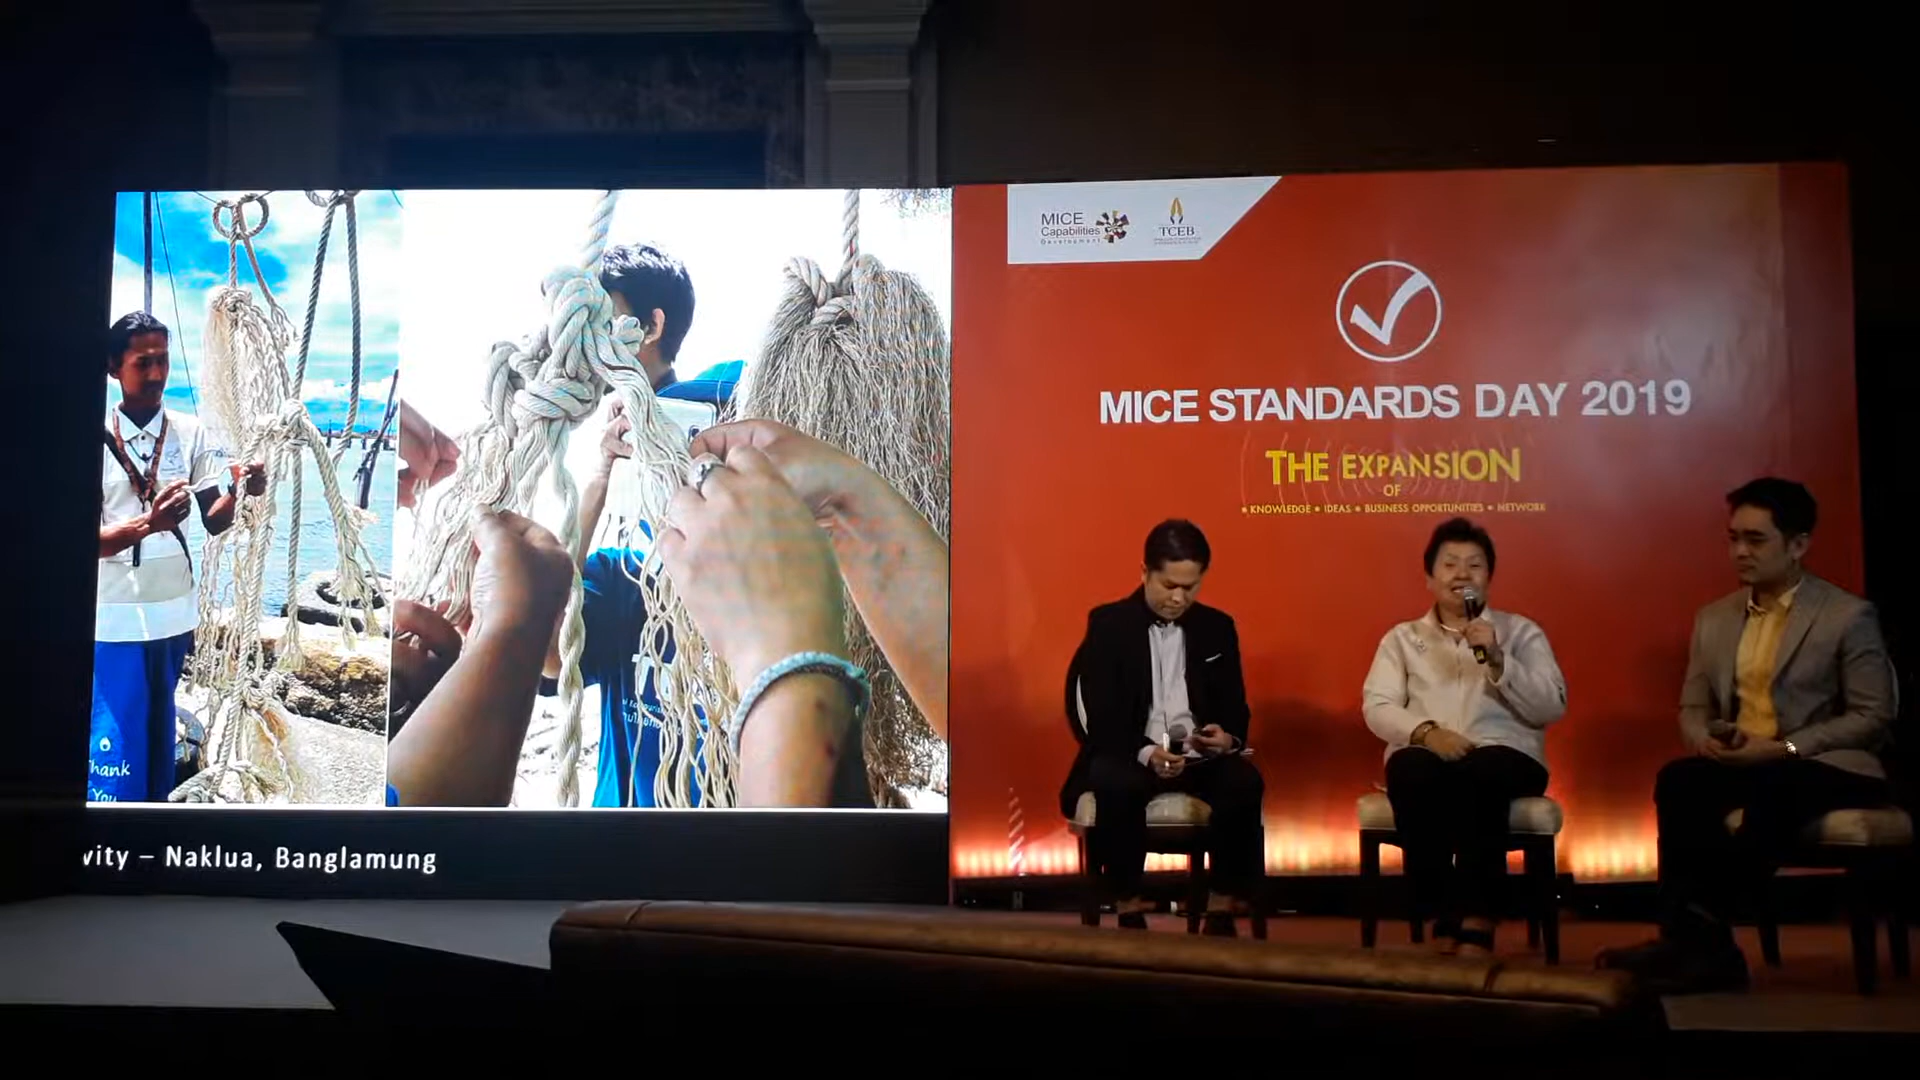 MICE
Capabilities
Development
TCEB
MICE STANDARDS DAY 2019
THE EXPANSION
OF
• KNOWLEDGE • IDEAS • BUSINESS OPPORTUNITIES • NETWORK
Thank
You
vity – Naklua, Banglamung